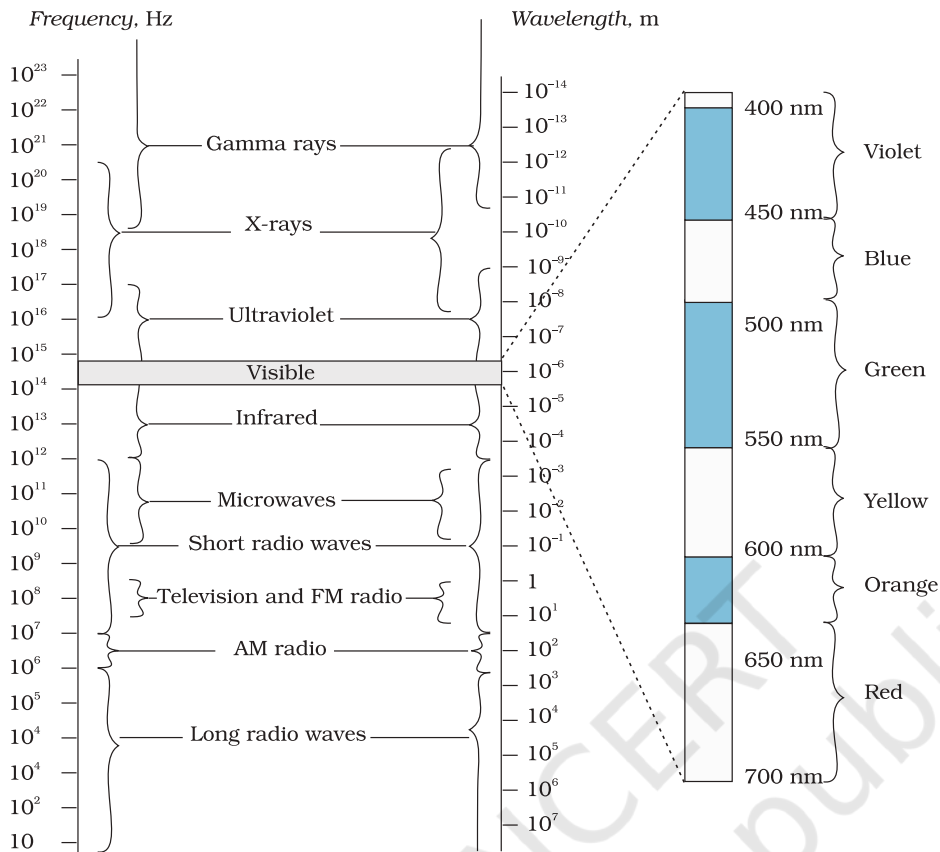 Frequency, Hz
10²³
10²²
10²¹
10²⁰
10¹⁹
10¹⁸
10¹⁷
10¹⁶
10¹⁵
10¹⁴
10¹³
10¹²
10¹¹
10¹⁰
10⁹
10⁸
10⁷
10⁶
10⁵
10⁴
10⁴
10²
10
Gamma rays
X-rays
Ultraviolet
Visible
Infrared
Microwaves
Short radio waves
Television and FM radio
AM radio
Long radio waves
Wavelength, m
10⁻¹⁴
10⁻¹³
10⁻¹²
10⁻¹¹
10⁻¹⁰
10⁻⁹
10⁻⁸
10⁻⁷
10⁻⁶
10⁻⁵
10⁻⁴
10⁻³
10⁻²
10⁻¹
1
10¹
10²
10³
10⁴
10⁵
10⁶
10⁷
400 nm
450 nm
500 nm
550 nm
600 nm
650 nm
700 nm
Violet
Blue
Green
Yellow
Orange
Red
NCERT